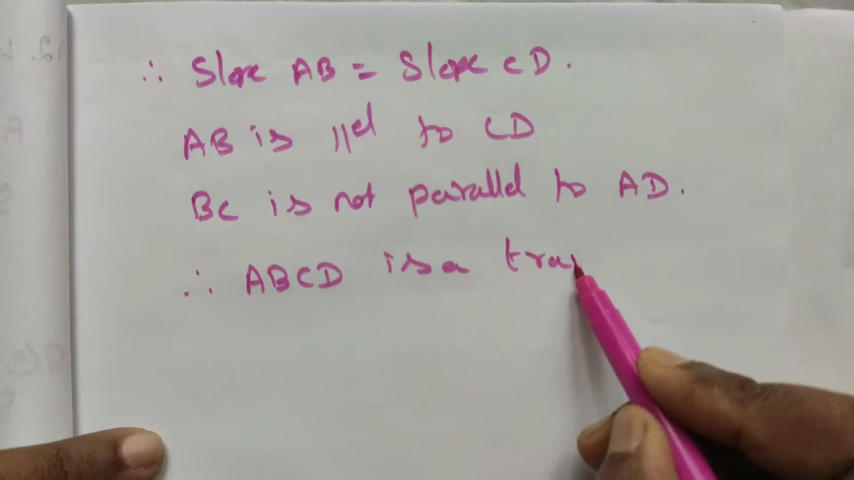 ∴ Slope AB = Slope CD.
AB is ||el to CD
BC is not parallel to AD.
∴ ABCD is a tra